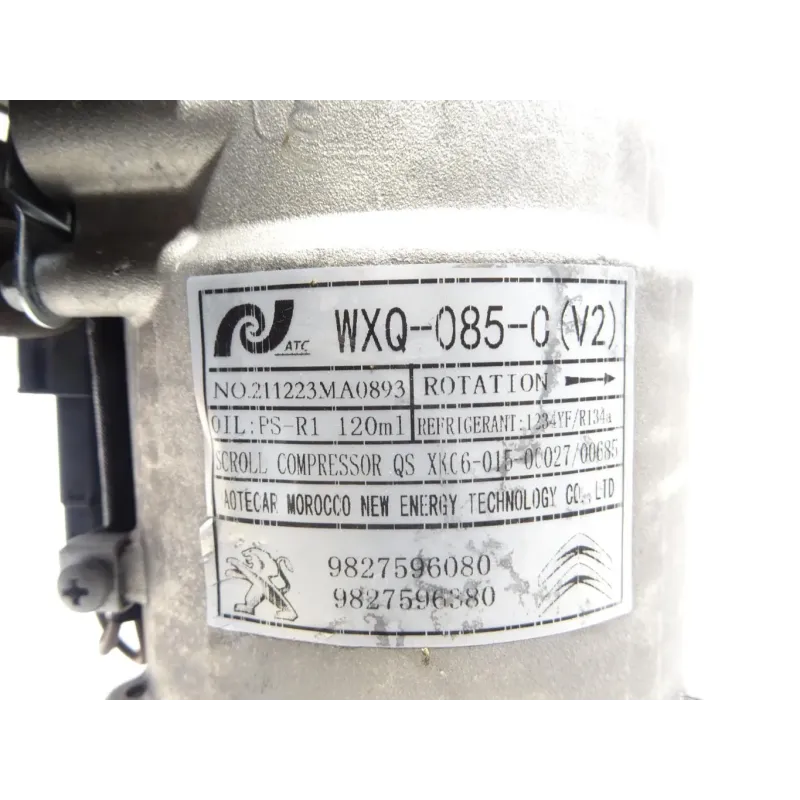 ATC WXQ-085-C (V2)
NO.211223MA0893 ROTATION
OIL:PS-R1 120ml REFRIGERANT:1234YF/R134a
SCROLL COMPRESSOR QS XKC6-015-00027/00685
AOTECAR MOROCCO NEW ENERGY TECHNOLOGY CO., LTD
9827596080
9827596380